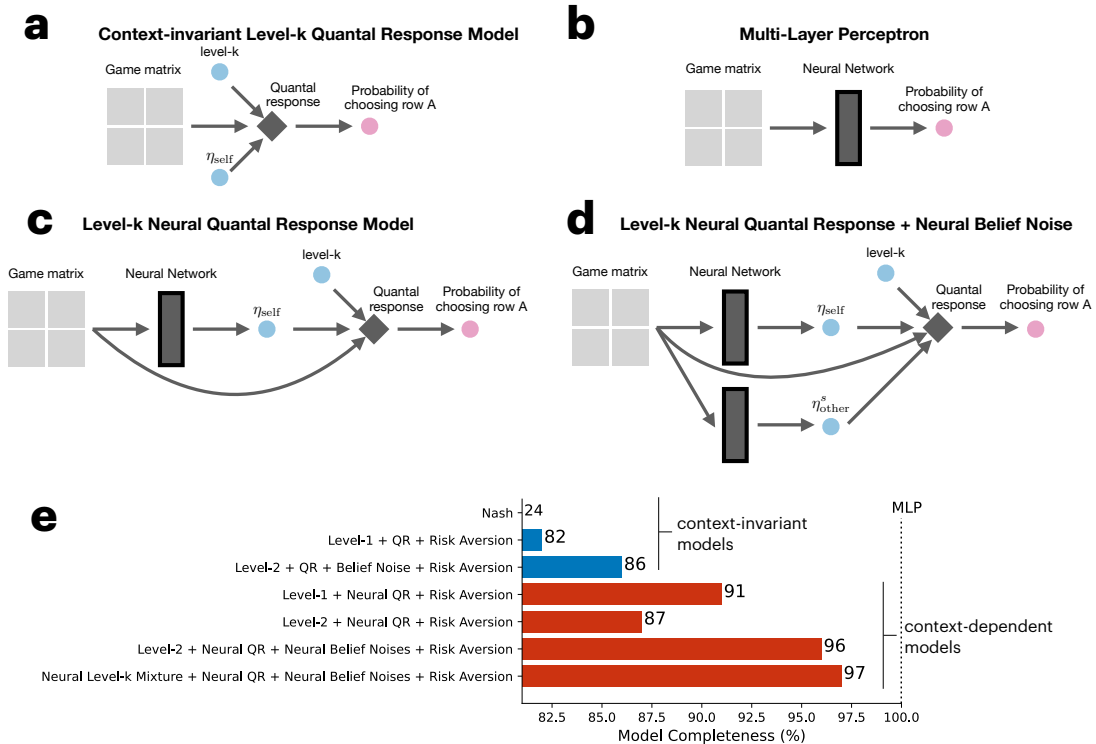 a
Context-invariant Level-k Quantal Response Model
level-k
Game matrix
Quantal
response
Probability of
choosing row A
ηself
b
Multi-Layer Perceptron
Game matrix
Neural Network
Probability of
choosing row A
c
Level-k Neural Quantal Response Model
level-k
Game matrix
Neural Network
ηself
Quantal
response
Probability of
choosing row A
d
Level-k Neural Quantal Response + Neural Belief Noise
level-k
Game matrix
Neural Network
ηself
Quantal
response
Probability of
choosing row A
η^s_other
e
MLP
Nash
24
Level-1 + QR + Risk Aversion
82
Level-2 + QR + Belief Noise + Risk Aversion
86
context-invariant
models
Level-1 + Neural QR + Risk Aversion
91
Level-2 + Neural QR + Risk Aversion
87
Level-2 + Neural QR + Neural Belief Noises + Risk Aversion
96
Neural Level-k Mixture + Neural QR + Neural Belief Noises + Risk Aversion
97
context-dependent
models
82.5 85.0 87.5 90.0 92.5 95.0 97.5 100.0
Model Completeness (%)